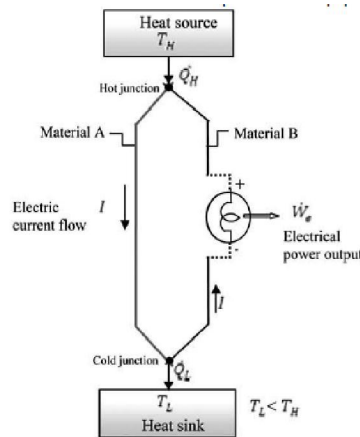 Heat source
T_H
Q̇_H
Hot junction
Material A
Material B
+
Electric
current flow
I
Ẇ_e
Electrical
power output
-
I
Cold junction
Q̇_L
T_L
Heat sink
T_L < T_H